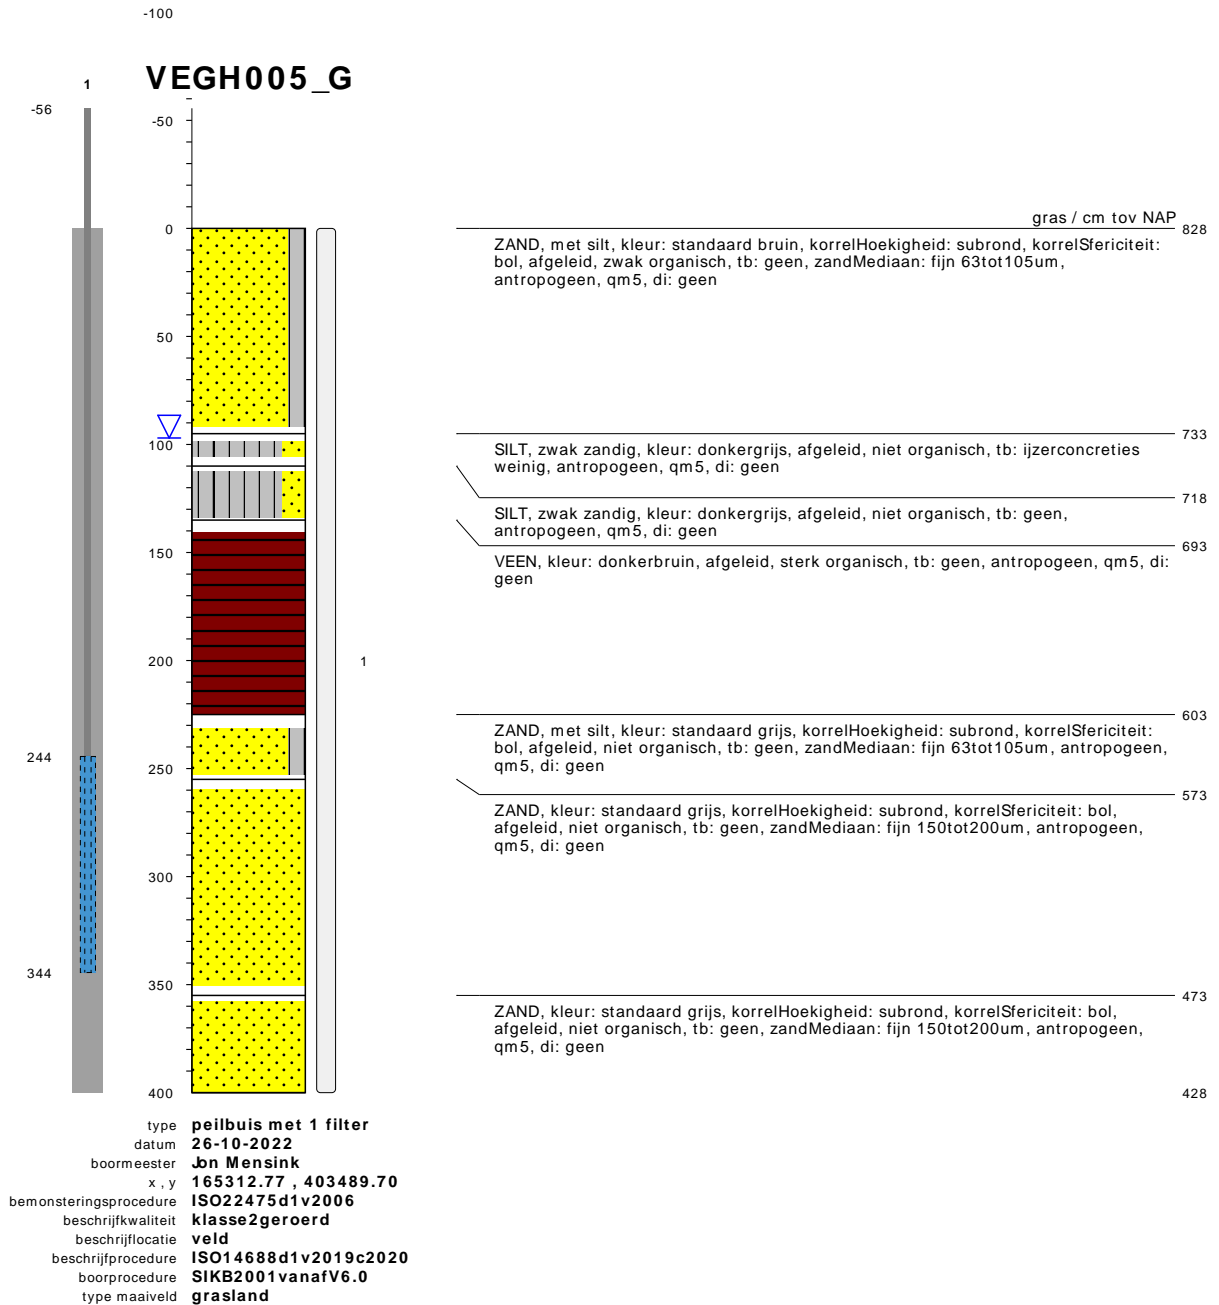 -100
VEGH005_G
1
-56
-50
gras / cm tov NAP
0
828
ZAND, met silt, kleur: standaard bruin, korrelHoekigheid: subrond, korrelSfericiteit:
bol, afgeleid, zwak organisch, tb: geen, zandMediaan: fijn 63tot105um,
antropogeen, qm5, di: geen
50
100
733
SILT, zwak zandig, kleur: donkergrijs, afgeleid, niet organisch, tb: ijzerconcreties
weinig, antropogeen, qm5, di: geen
718
SILT, zwak zandig, kleur: donkergrijs, afgeleid, niet organisch, tb: geen,
antropogeen, qm5, di: geen
693
150
VEEN, kleur: donkerbruin, afgeleid, sterk organisch, tb: geen, antropogeen, qm5, di:
geen
200
1
603
ZAND, met silt, kleur: standaard grijs, korrelHoekigheid: subrond, korrelSfericiteit:
bol, afgeleid, niet organisch, tb: geen, zandMediaan: fijn 63tot105um, antropogeen,
qm5, di: geen
244
250
573
ZAND, kleur: standaard grijs, korrelHoekigheid: subrond, korrelSfericiteit: bol,
afgeleid, niet organisch, tb: geen, zandMediaan: fijn 150tot200um, antropogeen,
qm5, di: geen
300
344
350
473
ZAND, kleur: standaard grijs, korrelHoekigheid: subrond, korrelSfericiteit: bol,
afgeleid, niet organisch, tb: geen, zandMediaan: fijn 150tot200um, antropogeen,
qm5, di: geen
400
428
type peilbuis met 1 filter
datum 26-10-2022
boormeester Jon Mensink
x , y 165312.77 , 403489.70
bemonsteringsprocedure ISO22475d1v2006
beschrijfkwaliteit klasse2geroerd
beschrijflocatie veld
beschrijfprocedure ISO14688d1v2019c2020
boorprocedure SIKB2001vanafV6.0
type maaiveld grasland